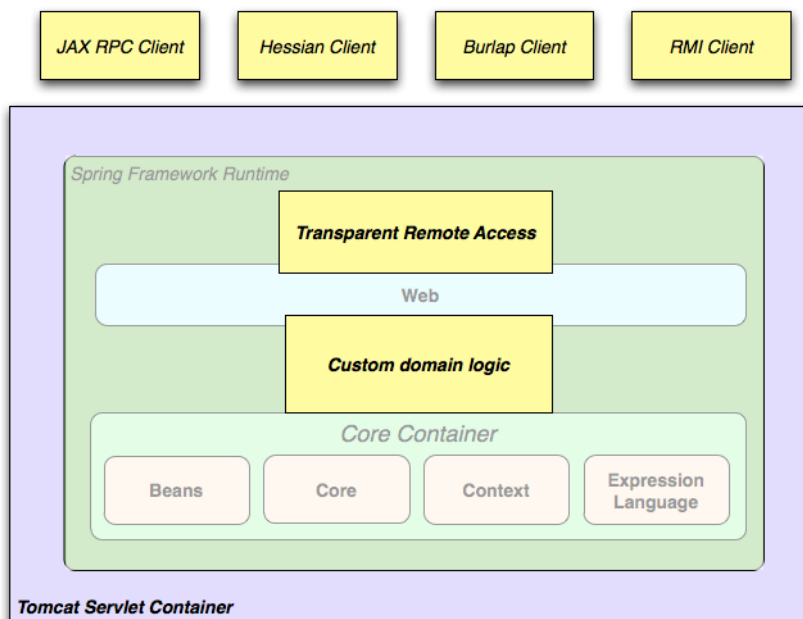 JAX RPC Client
Hessian Client
Burlap Client
RMI Client
Spring Framework Runtime
Transparent Remote Access
Web
Custom domain logic
Core Container
Beans
Core
Context
Expression
Language
Tomcat Servlet Container